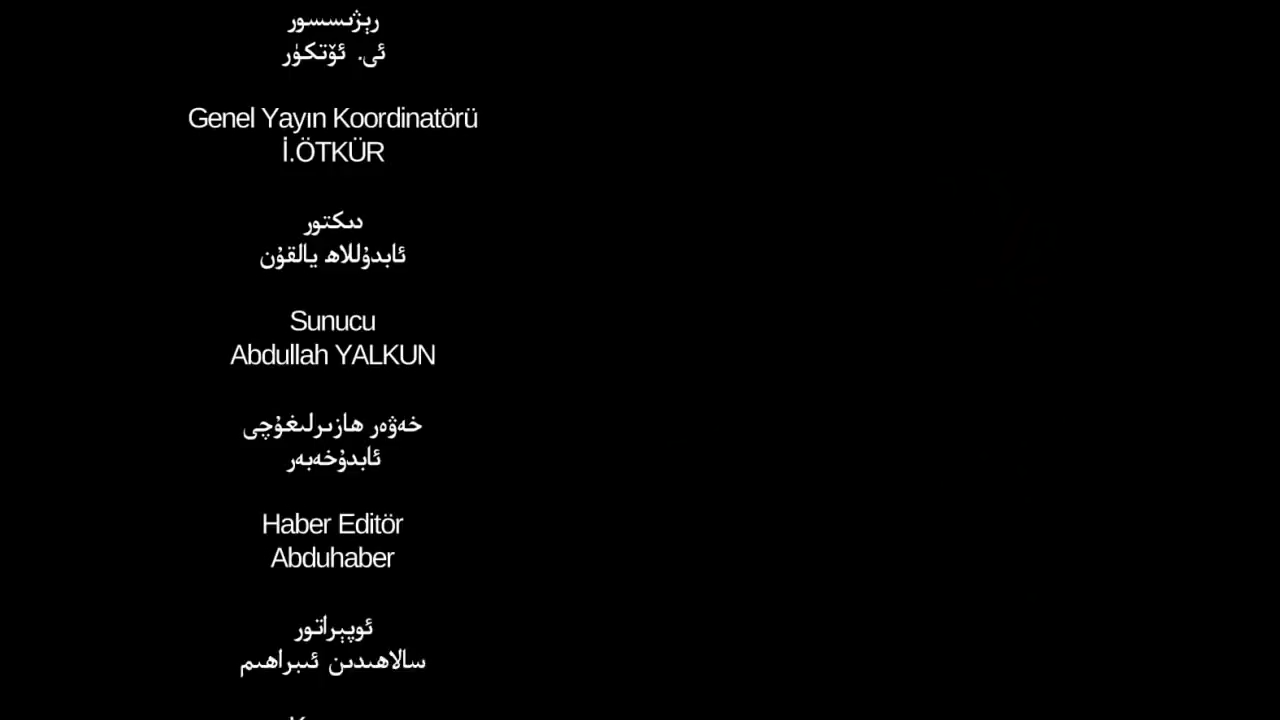 رېژىسسور
ئى. ئۆتكۈر
Genel Yayın Koordinatörü
İ.ÖTKÜR
دىكتور
ئابدۇللاھ يالقۇن
Sunucu
Abdullah YALKUN
خەۋەر ھازىرلىغۇچى
ئابدۇخەبەر
Haber Editör
Abduhaber
ئوپېراتور
سالاھىدىن ئىبراھىم